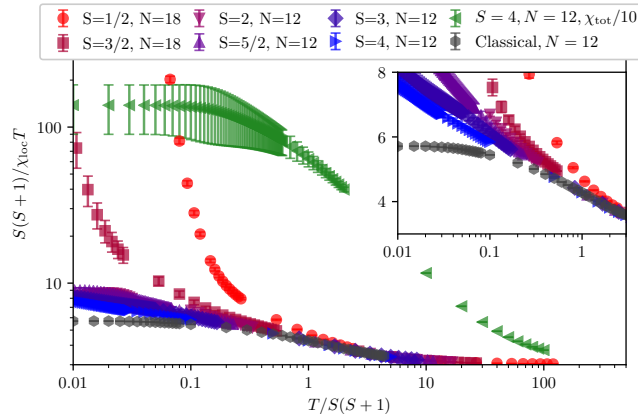 S=1/2, N=18 S=2, N=12 S=3, N=12 S = 4, N = 12, χtot/10
S=3/2, N=18 S=5/2, N=12 S=4, N=12 Classical, N = 12
S(S + 1)/χlocT
100
10
8
6
4
0.01 0.1 1
0.01 0.1 1 10 100
T/S(S + 1)